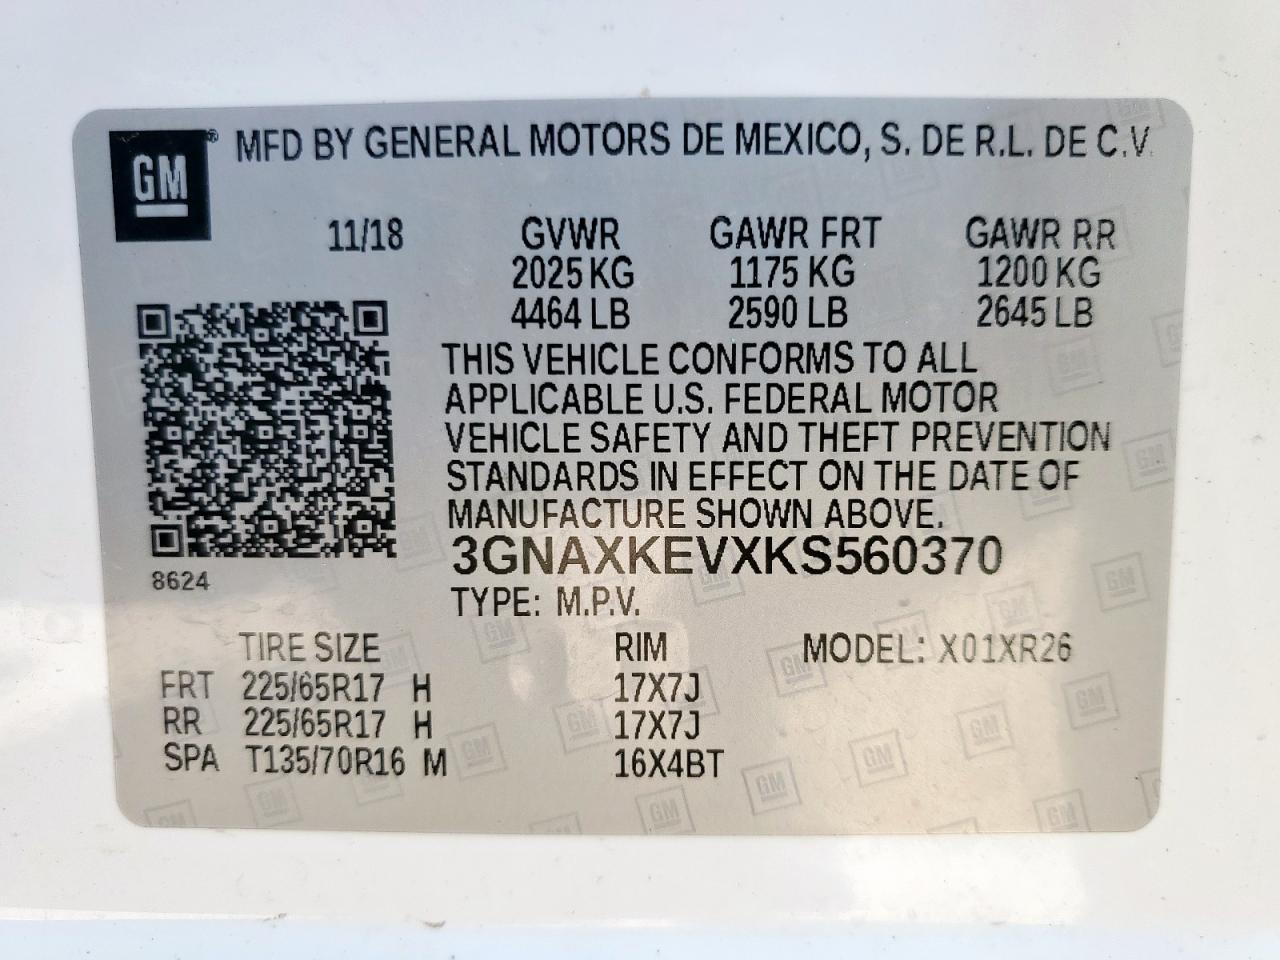 GM ® MFD BY GENERAL MOTORS DE MEXICO, S. DE R.L. DE C.V.
11/18 GVWR GAWR FRT GAWR RR
2025 KG 1175 KG 1200 KG
4464 LB 2590 LB 2645 LB
THIS VEHICLE CONFORMS TO ALL
APPLICABLE U.S. FEDERAL MOTOR
VEHICLE SAFETY AND THEFT PREVENTION
STANDARDS IN EFFECT ON THE DATE OF
MANUFACTURE SHOWN ABOVE.
3GNAXKEVXKS560370
8624
TYPE: M.P.V.
TIRE SIZE RIM MODEL: X01XR26
FRT 225/65R17 H 17X7J
RR 225/65R17 H 17X7J
SPA T135/70R16 M 16X4BT